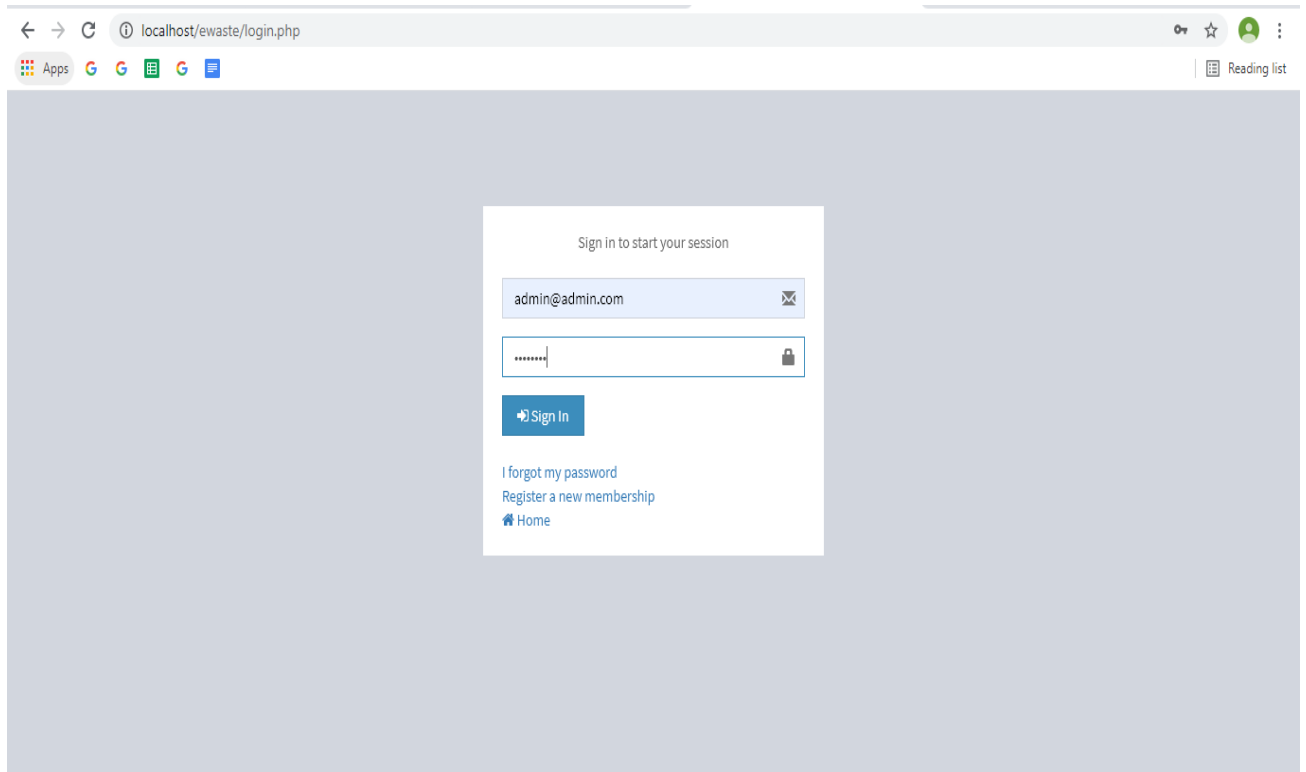 localhost/ewaste/login.php
Apps
Reading list
Sign in to start your session
admin@admin.com
••••••••
Sign In
I forgot my password
Register a new membership
Home